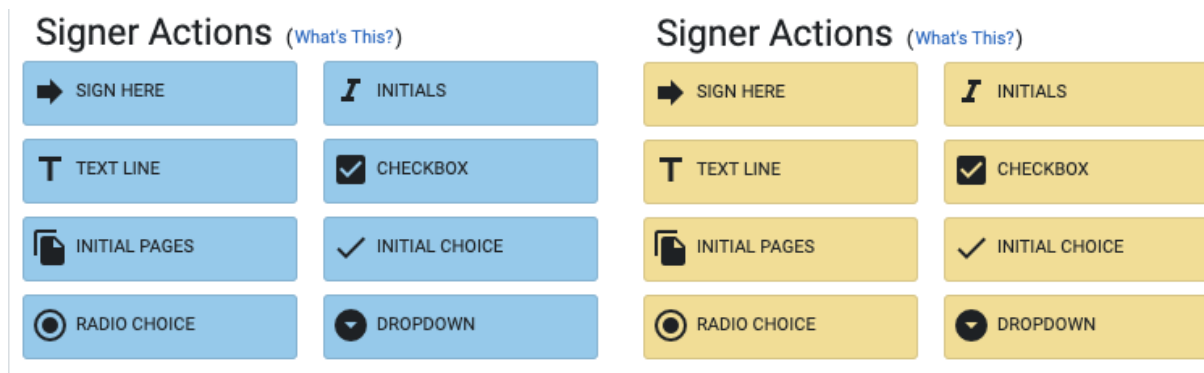 Signer Actions (What's This?)
SIGN HERE
INITIALS
TEXT LINE
CHECKBOX
INITIAL PAGES
INITIAL CHOICE
RADIO CHOICE
DROPDOWN
Signer Actions (What's This?)
SIGN HERE
INITIALS
TEXT LINE
CHECKBOX
INITIAL PAGES
INITIAL CHOICE
RADIO CHOICE
DROPDOWN